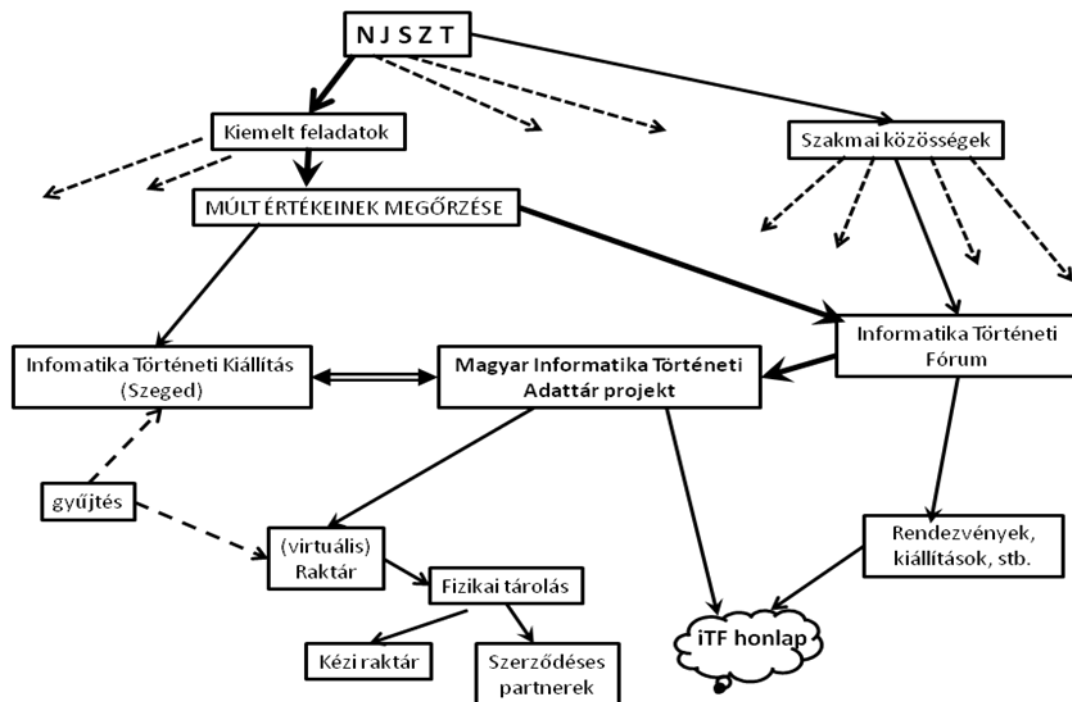 N J S Z T
Kiemelt feladatok
Szakmai közösségek
MÚLT ÉRTÉKEINEK MEGŐRZÉSE
Infomatika Történeti Kiállítás
(Szeged)
Magyar Informatika Történeti
Adattár projekt
Informatika Történeti
Fórum
gyűjtés
(virtuális)
Raktár
Rendezvények,
kiállítások, stb.
Fizikai tárolás
iTF honlap
Kézi raktár
Szerződéses
partnerek